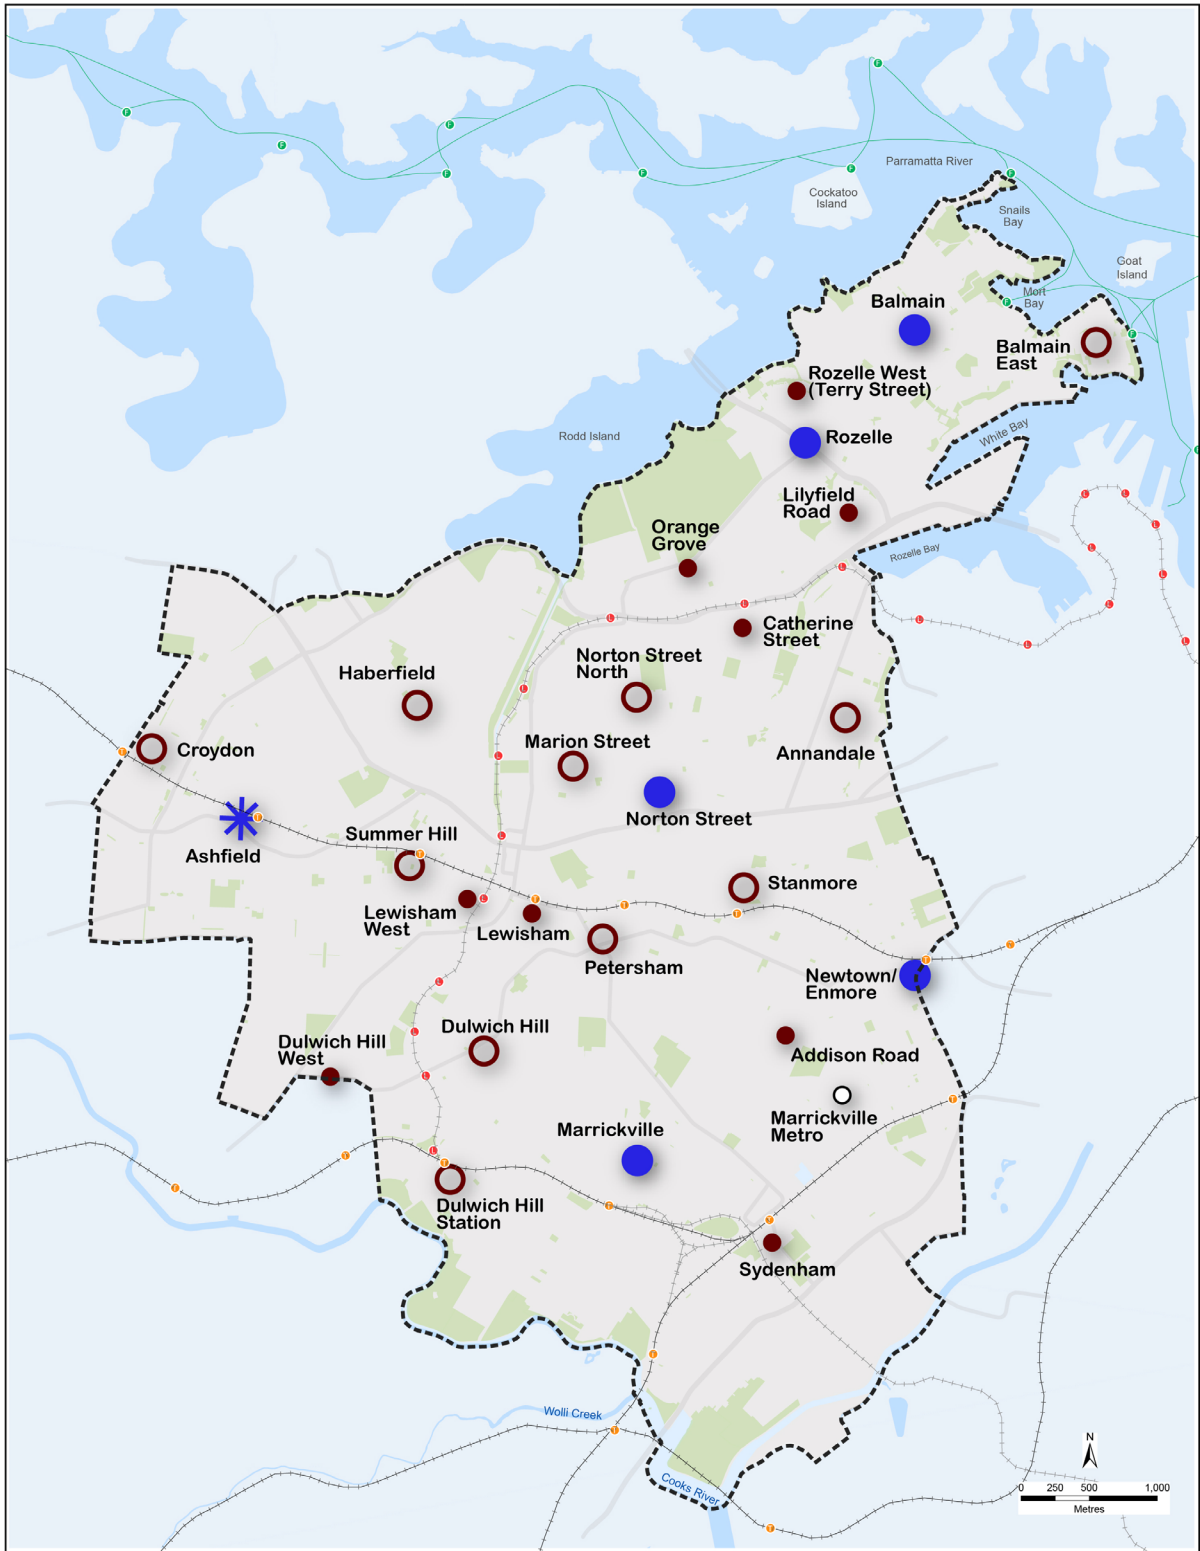 Parramatta River
Cockatoo
Island
Snails
Bay
Goat
Island
Mort
Bay
Balmain
Balmain
East
Rozelle West
(Terry Street)
Rodd Island
Rozelle
White Bay
Lilyfield
Road
Orange
Grove
Rozelle Bay
Catherine
Street
Norton Street
North
Haberfield
Marion Street
Annandale
Croydon
Norton Street
Summer Hill
Ashfield
Stanmore
Lewisham
West
Lewisham
Petersham
Newtown/
Enmore
Dulwich Hill
Dulwich Hill
West
Addison Road
Marrickville
Metro
Marrickville
Dulwich Hill
Station
Sydenham
Wolli Creek
Cooks River
N
0 250 500 1,000
Metres